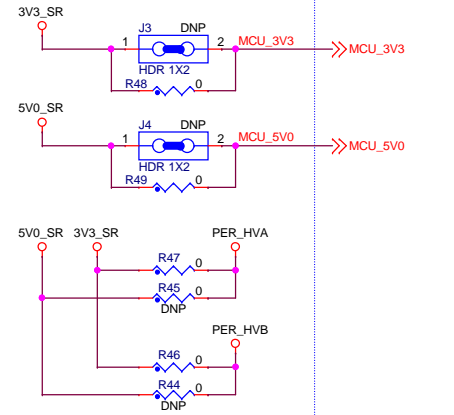 3V3_SR
J3 DNP
1 2 MCU_3V3 MCU_3V3
HDR 1X2
R48 0
5V0_SR
J4 DNP
1 2 MCU_5V0 MCU_5V0
HDR 1X2
R49 0
5V0_SR 3V3_SR PER_HVA
R47 0
R45 0
DNP
PER_HVB
R46 0
R44 0
DNP